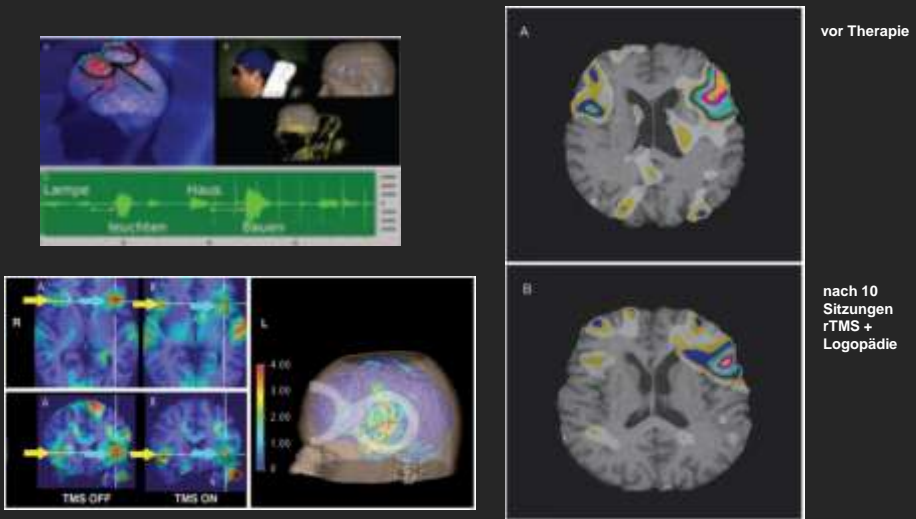 Lampe
Haus
leuchten
Bauen
A
A
R
TMS OFF
TMS ON
L
4.00
3.00
2.00
1.00
0
A
vor Therapie
B
nach 10
Sitzungen
rTMS +
Logopädie